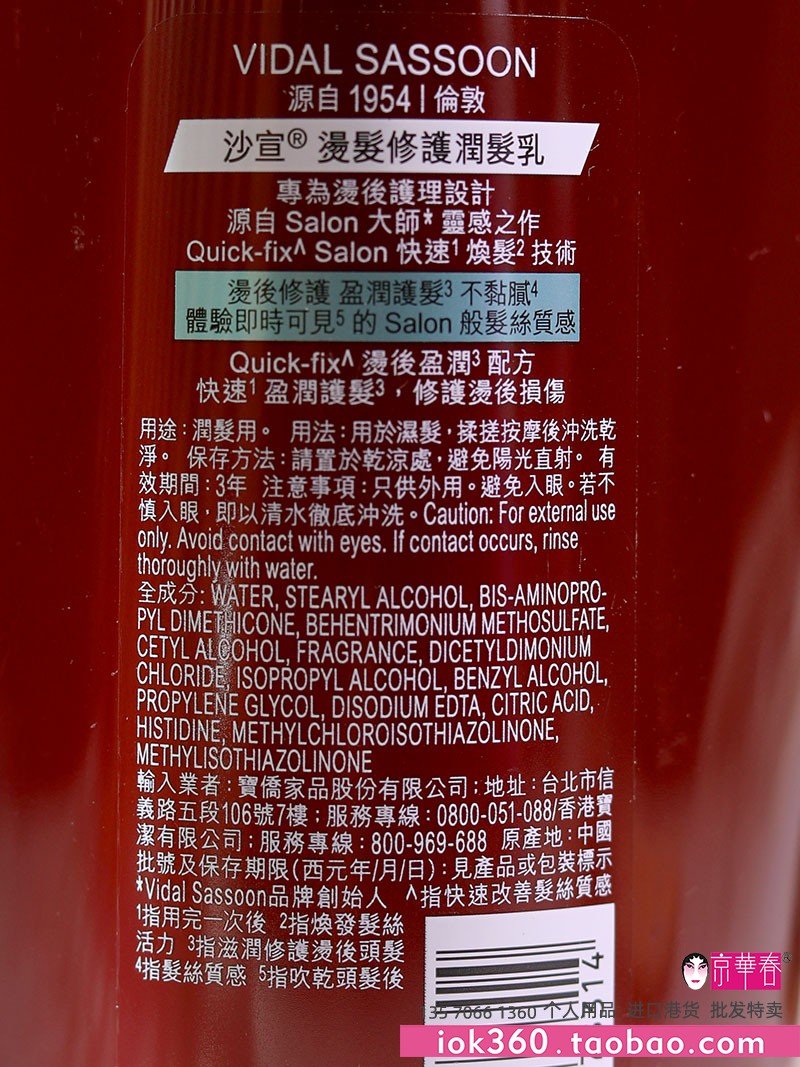 VIDAL SASSOON
源自 1954 | 倫敦
沙宣® 燙髮修護潤髮乳
專為燙後護理設計
源自 Salon 大師* 靈感之作
Quick-fix^ Salon 快速¹ 煥髮² 技術
燙後修護 盈潤護髮³ 不黏膩⁴
體驗即時可見⁵ 的 Salon 般髮絲質感
Quick-fix^ 燙後盈潤³ 配方
快速¹ 盈潤護髮³，修護燙後損傷
用途：潤髮用。 用法：用於濕髮，揉搓按摩後沖洗乾
淨。 保存方法：請置於乾涼處，避免陽光直射。 有
效期間：3年 注意事項：只供外用。避免入眼。若不
慎入眼，即以清水徹底沖洗。Caution: For external use
only. Avoid contact with eyes. If contact occurs, rinse
thoroughly with water.
全成分：WATER, STEARYL ALCOHOL, BIS-AMINOPRO-
PYL DIMETHICONE, BEHENTRIMONIUM METHOSULFATE,
CETYL ALCOHOL, FRAGRANCE, DICETYLDIMONIUM
CHLORIDE, ISOPROPYL ALCOHOL, BENZYL ALCOHOL,
PROPYLENE GLYCOL, DISODIUM EDTA, CITRIC ACID,
HISTIDINE, METHYLCHLOROISOTHIAZOLINONE,
METHYLISOTHIAZOLINONE
輸入業者：寶僑家品股份有限公司；地址：台北市信
義路五段106號7樓；服務專線：0800-051-088/香港寶
潔有限公司；服務專線：800-969-688 原產地：中國
批號及保存期限(西元年/月/日)：見產品或包裝標示
*Vidal Sassoon品牌創始人 ^指快速改善髮絲質感
1指用完一次後 2指煥發髮絲
活力 3指滋潤修護燙後頭髮
4指髮絲質感 5指吹乾頭髮後
京華春®
35 7066 1360 个人用品 进口港货 批发特卖
iok360.taobao.com